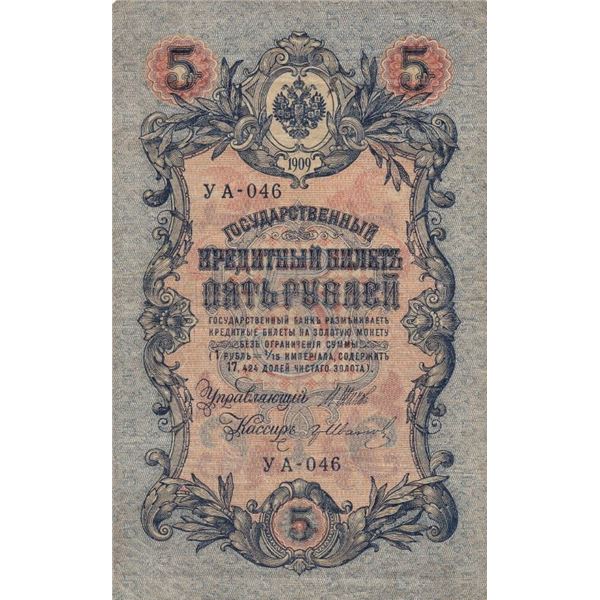 5 5
1909
УА-046
ГОСУДАРСТВЕННЫЙ
КРЕДИТНЫЙ БИЛЕТЪ
ПЯТЬ РУБЛЕЙ
ГОСУДАРСТВЕННЫЙ БАНКЪ РАЗМѢНИВАЕТЪ
КРЕДИТНЫЕ БИЛЕТЫ НА ЗОЛОТУЮ МОНЕТУ
БЕЗЪ ОГРАНИЧЕНІЯ СУММЫ
(1 РУБЛЬ = 1/15 ИМПЕРІАЛА, СОДЕРЖИТЪ
17,424 ДОЛЕЙ ЧИСТАГО ЗОЛОТА).
Управляющій
Кассиръ
УА-046
5